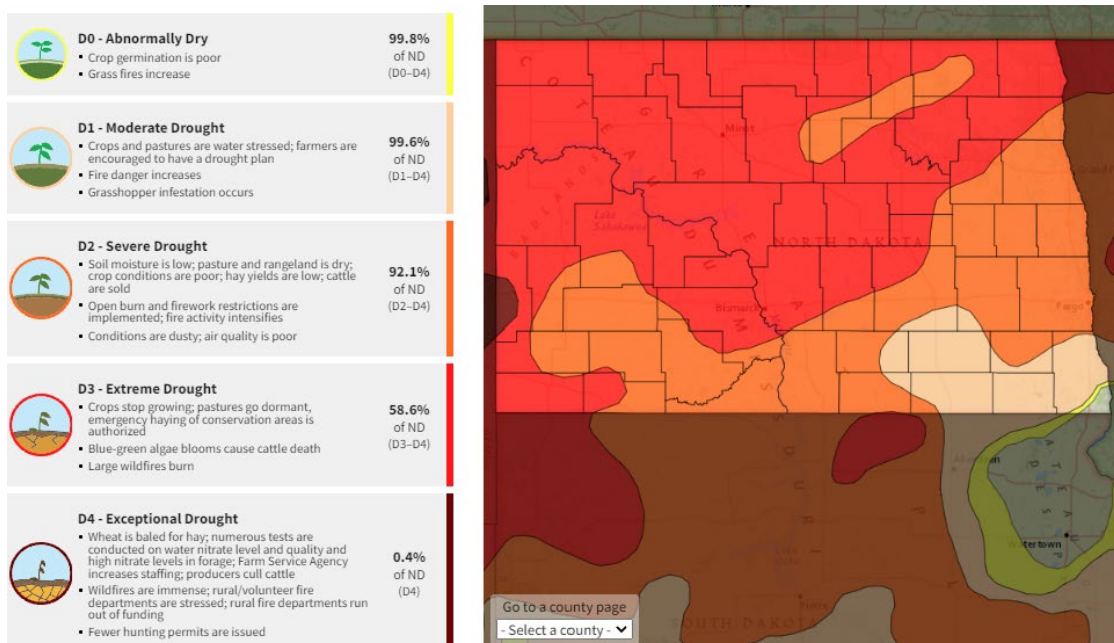 D0 - Abnormally Dry
▪ Crop germination is poor
▪ Grass fires increase
99.8%
of ND
(D0–D4)
D1 - Moderate Drought
▪ Crops and pastures are water stressed; farmers are
encouraged to have a drought plan
▪ Fire danger increases
▪ Grasshopper infestation occurs
99.6%
of ND
(D1–D4)
D2 - Severe Drought
▪ Soil moisture is low; pasture and rangeland is dry;
crop conditions are poor; hay yields are low; cattle
are sold
▪ Open burn and firework restrictions are
implemented; fire activity intensifies
▪ Conditions are dusty; air quality is poor
92.1%
of ND
(D2–D4)
D3 - Extreme Drought
▪ Crops stop growing; pastures go dormant,
emergency haying of conservation areas is
authorized
▪ Blue-green algae blooms cause cattle death
▪ Large wildfires burn
58.6%
of ND
(D3–D4)
D4 - Exceptional Drought
▪ Wheat is baled for hay; numerous tests are
conducted on water nitrate level and quality and
high nitrate levels in forage; Farm Service Agency
increases staffing; producers cull cattle
▪ Wildfires are immense; rural/volunteer fire
departments are stressed; rural fire departments run
out of funding
▪ Fewer hunting permits are issued
0.4%
of ND
(D4)
Minot
Lake
Sakakawea
NORTH DAKOTA
Bismarck
Fargo
Aberdeen
Watertown
Pierre
SOUTH DAKOTA
Go to a county page
- Select a county -